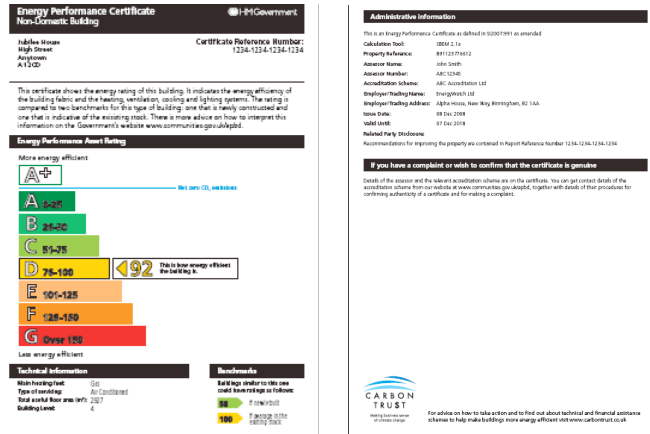 Energy Performance Certificate
Non-Domestic Building
HM Government
Jubilee House
High Street
Anytown
A1 2CD
Certificate Reference Number:
1234-1234-1234-1234
This certificate shows the energy rating of this building. It indicates the energy efficiency of
the building fabric and the heating, ventilation, cooling and lighting systems. The rating is
compared to two benchmarks for this type of building: one that is newly constructed and
one that is indicative of the existing stock. There is more advice on how to interpret this
information on the Government's website www.communities.gov.uk/epbd.
Energy Performance Asset Rating
More energy efficient
A+
Net zero CO2 emissions
A 0-25
B 26-50
C 51-75
D 76-100
92 This is how energy efficient
the building is.
E 101-125
F 126-150
G Over 150
Less energy efficient
Technical Information
Main heating fuel: Gas
Type of servicing: Air Conditioned
Total useful floor area (m²): 2927
Building Level: 4
Benchmarks
Buildings similar to this one
could have ratings as follows:
58 If newly built
100 If average in the
existing stock
Administrative information
This is an Energy Performance Certificate as defined in SI2007:991 as amended
Calculation Tool: SBEM 2.1a
Property Reference: 891123776612
Assessor Name: John Smith
Assessor Number: ABC12345
Accreditation Scheme: ABC Accreditation Ltd
Employer/Trading Name: EnergyWatch Ltd
Employer/Trading Address: Alpha House, New Way, Birmingham, B2 1AA
Issue Date: 08 Dec 2008
Valid Until: 07 Dec 2018
Related Party Disclosure:
Recommendations for improving the property are contained in Report Reference Number 1234-1234-1234-1234
If you have a complaint or wish to confirm that the certificate is genuine
Details of the assessor and the relevant accreditation scheme are on the certificate. You can get contact details of the
accreditation scheme from our website at www.communities.gov.uk/epbd, together with details of their procedures for
confirming authenticity of a certificate and for making a complaint.
CARBON
TRUST
Making business sense
of climate change
For advice on how to take action and to find out about technical and financial assistance
schemes to help make buildings more energy efficient visit www.carbontrust.co.uk